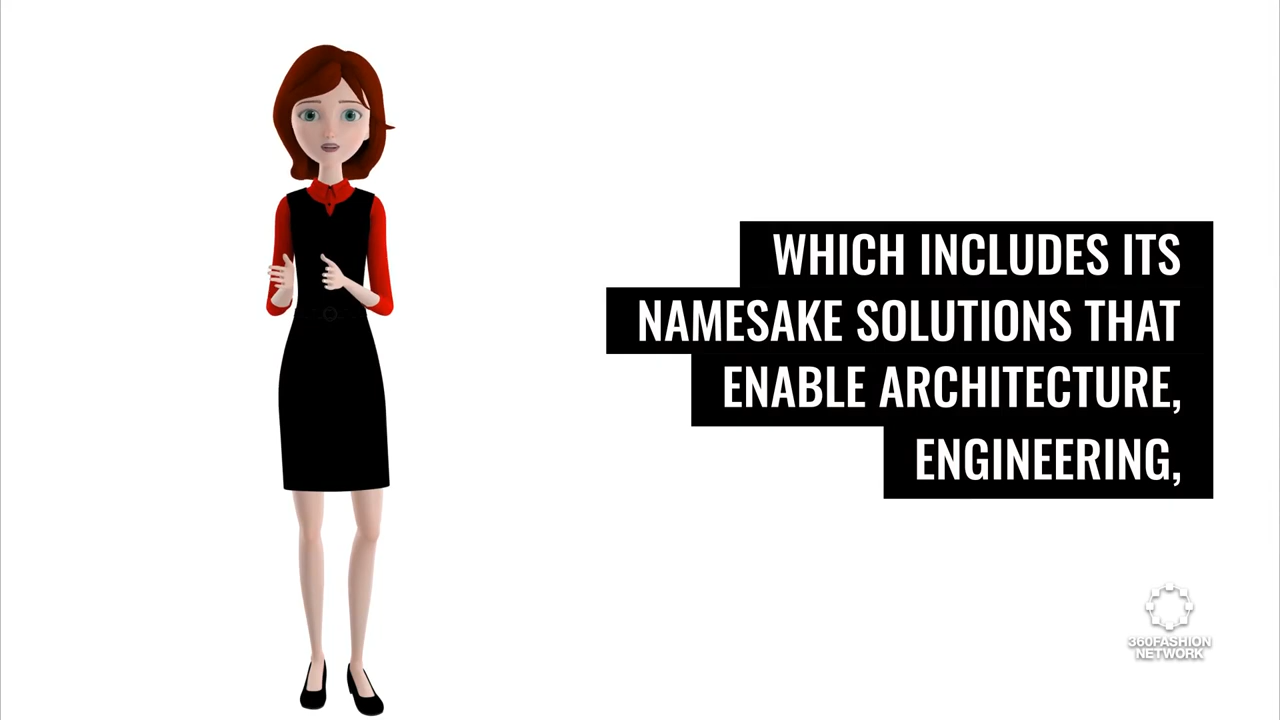 WHICH INCLUDES ITS
NAMESAKE SOLUTIONS THAT
ENABLE ARCHITECTURE,
ENGINEERING,
360FASHION
NETWORK